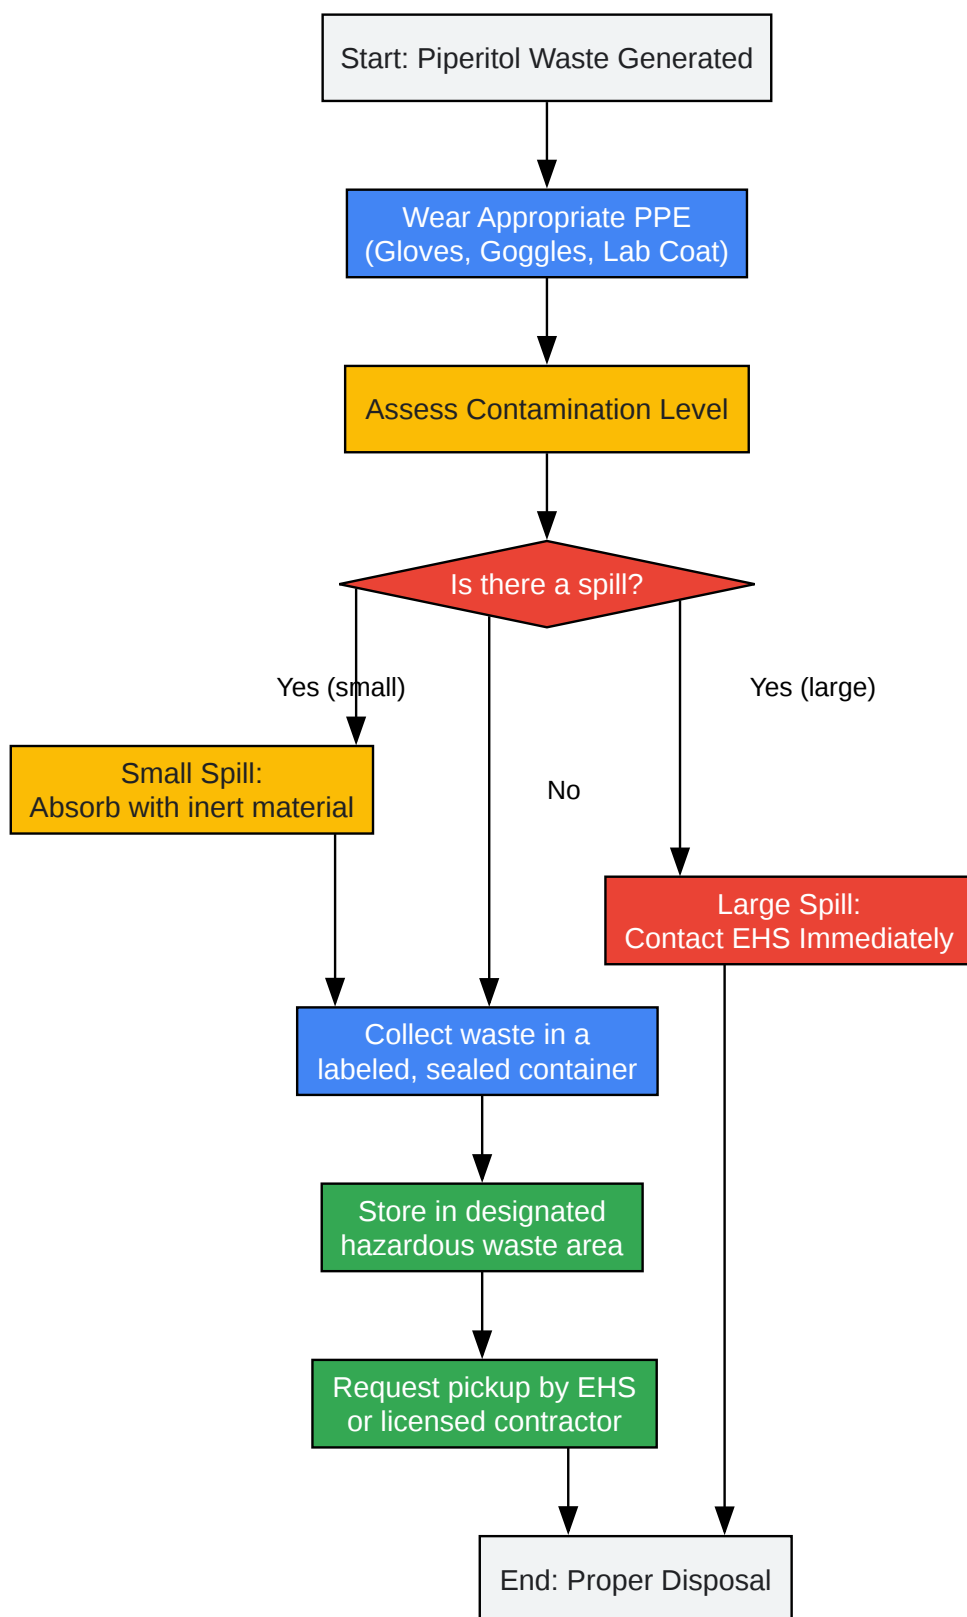 Start: Piperitol Waste Generated
Wear Appropriate PPE
(Gloves, Goggles, Lab Coat)
Assess Contamination Level
Is there a spill?
Yes (small)
Yes (large)
Small Spill:
Absorb with inert material
No
Large Spill:
Contact EHS Immediately
Collect waste in a
labeled, sealed container
Store in designated
hazardous waste area
Request pickup by EHS
or licensed contractor
End: Proper Disposal